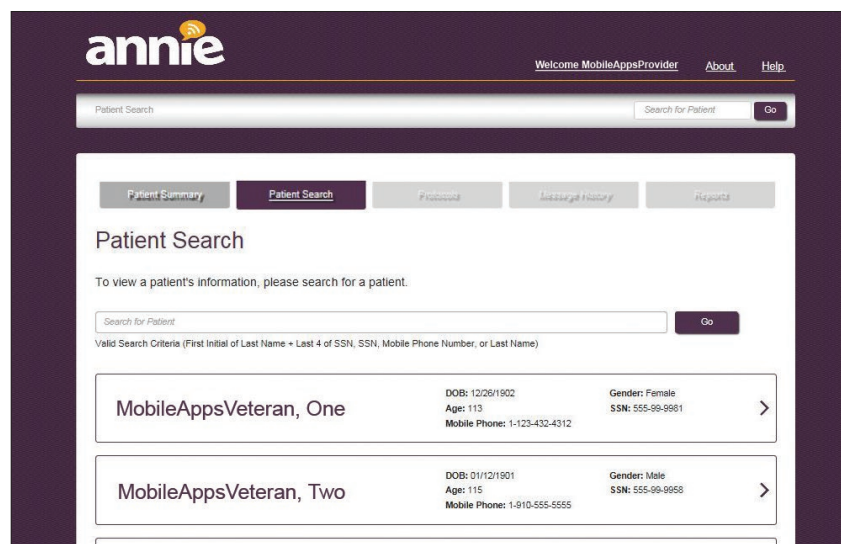 annie
Welcome MobileAppsProvider About Help
Patient Search Search for Patient Go
Patient Summary Patient Search Protocols Message History Reports
Patient Search
To view a patient's information, please search for a patient.
Search for Patient Go
Valid Search Criteria (First Initial of Last Name + Last 4 of SSN, SSN, Mobile Phone Number, or Last Name)
DOB: 12/26/1902 Gender: Female
MobileAppsVeteran, One Age: 113 SSN: 555-99-9981
Mobile Phone: 1-123-432-4312
DOB: 01/12/1901 Gender: Male
MobileAppsVeteran, Two Age: 115 SSN: 555-99-9958
Mobile Phone: 1-910-555-5555